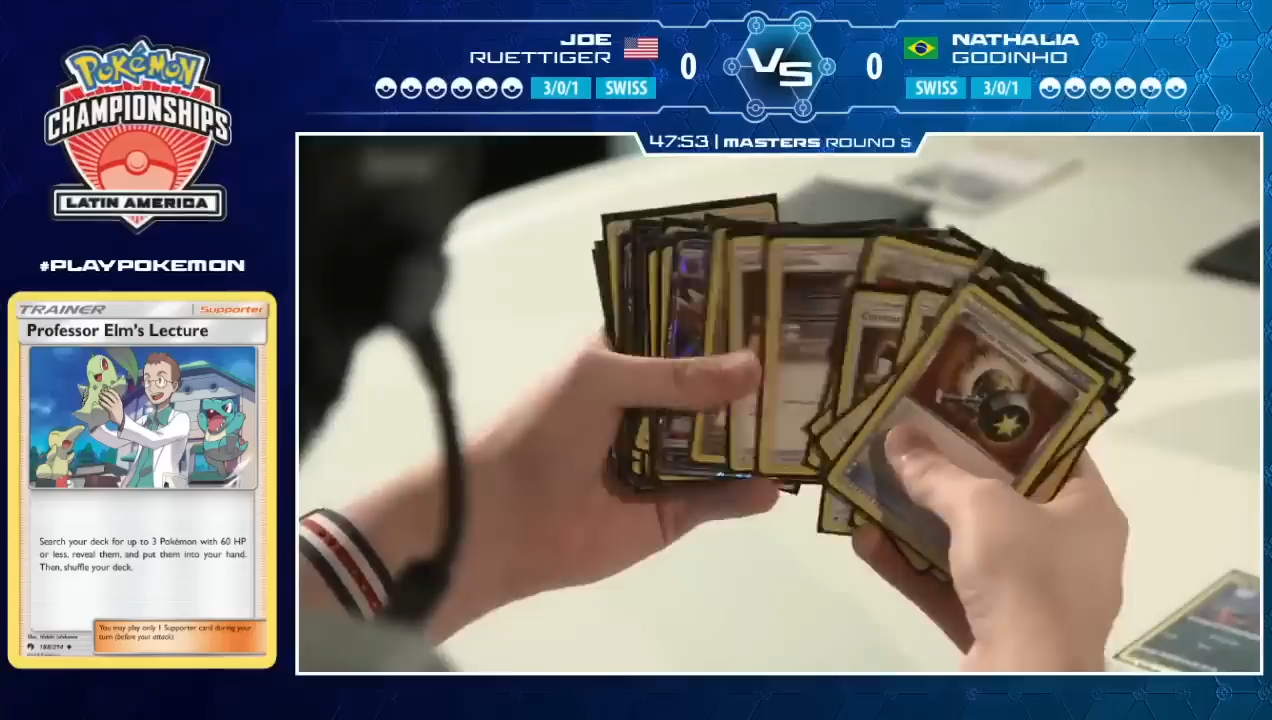 Pokémon
CHAMPIONSHIPS
LATIN AMERICA
#PLAYPOKEMON
JOE
RUETTIGER
0
3/0/1
SWISS
VS
0
NATHALIA
GODINHO
SWISS
3/0/1
47:53 | MASTERS ROUND 5
TRAINER
Supporter
Professor Elm's Lecture
Search your deck for up to 3 Pokémon with 60 HP
or less, reveal them, and put them into your hand.
Then, shuffle your deck.
You may play only 1 Supporter card during your
turn (before your attack).
188/214